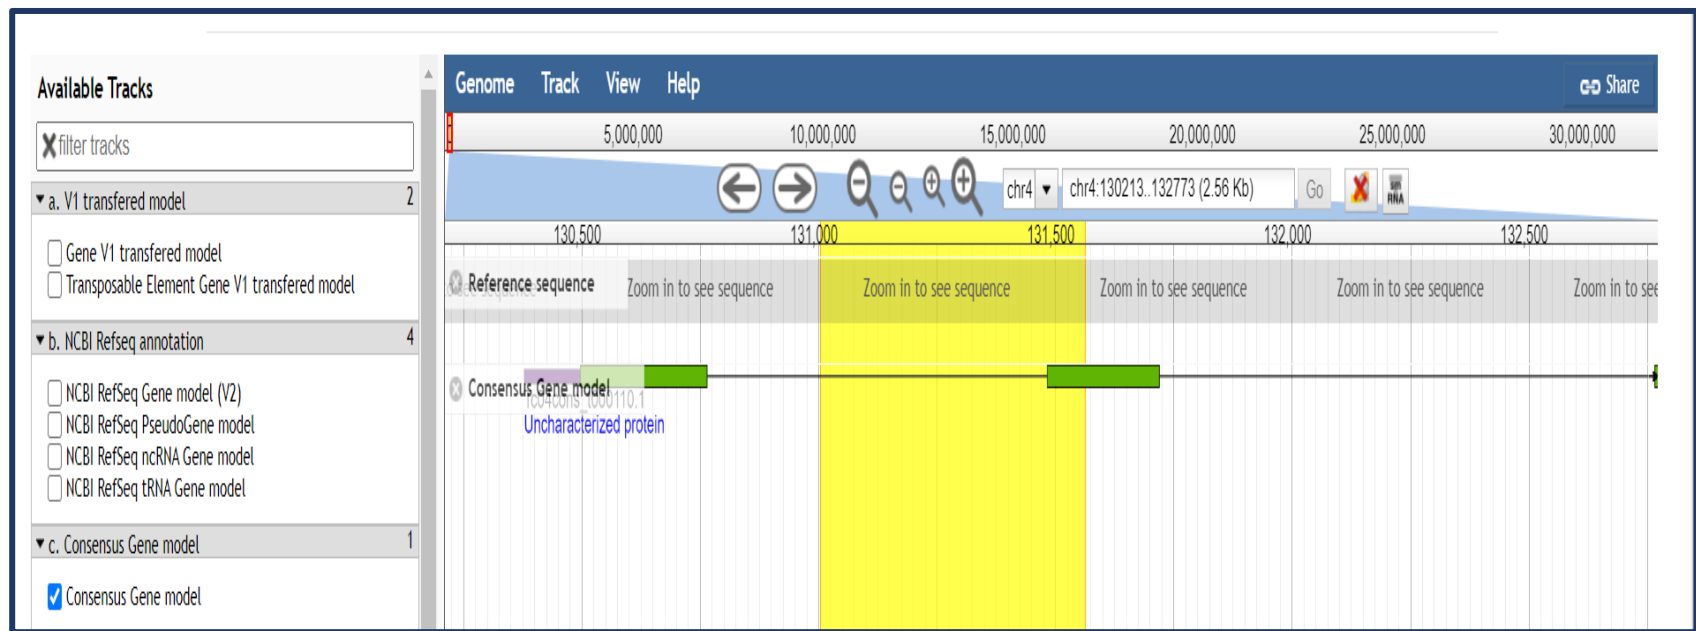 Available Tracks
filter tracks
a. V1 transfered model 2
Gene V1 transfered model
Transposable Element Gene V1 transfered model
b. NCBI Refseq annotation 4
NCBI RefSeq Gene model (V2)
NCBI RefSeq PseudoGene model
NCBI RefSeq ncRNA Gene model
NCBI RefSeq tRNA Gene model
c. Consensus Gene model 1
Consensus Gene model
Genome Track View Help Share
5,000,000 10,000,000 15,000,000 20,000,000 25,000,000 30,000,000
chr4 chr4:130213..132773 (2.56 Kb) Go
RNA
130,500 131,000 131,500 132,000 132,500
Reference sequence Zoom in to see sequence Zoom in to see sequence Zoom in to see sequence Zoom in to see sequence Zoom in to see
Consensus Gene model
Uncharacterized protein